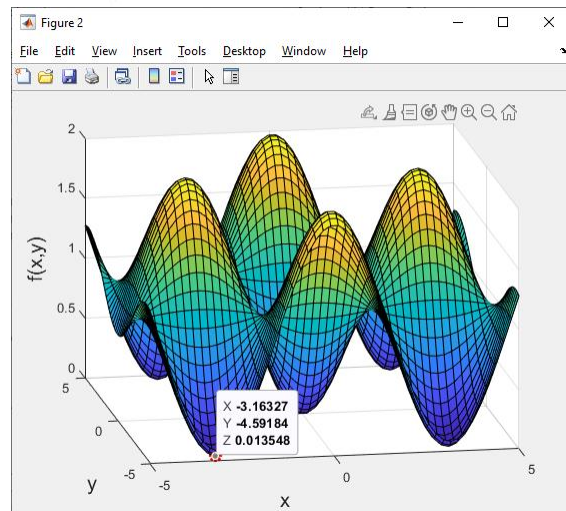 Figure 2
File Edit View Insert Tools Desktop Window Help
2
1.5
1
0.5
0
f(x,y)
5
0
-5
y
-5
0
5
x
X -3.16327
Y -4.59184
Z 0.013548